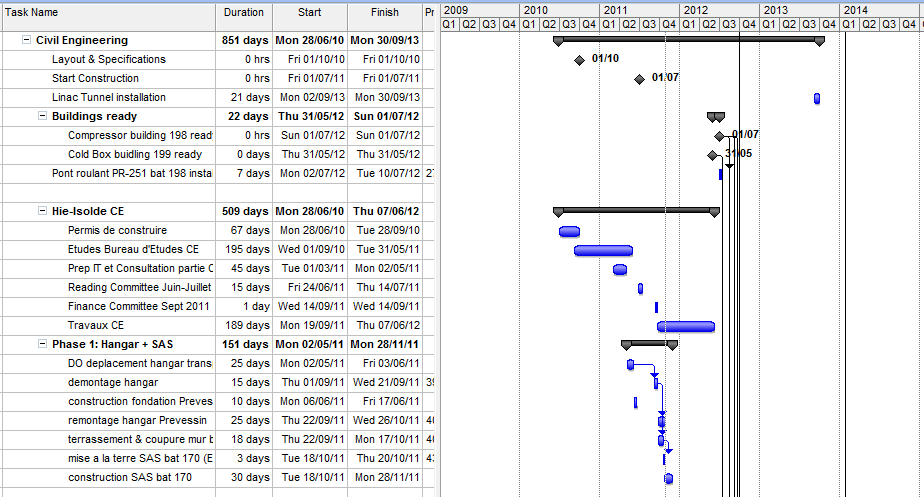 Task Name Duration Start Finish Pr 2009 2010 2011 2012 2013 2014
Q1 Q2 Q3 Q4 Q1 Q2 Q3 Q4 Q1 Q2 Q3 Q4 Q1 Q2 Q3 Q4 Q1 Q2 Q3 Q4 Q1 Q2 Q3 Q4
Civil Engineering 851 days Mon 28/06/10 Mon 30/09/13
Layout & Specifications 0 hrs Fri 01/10/10 Fri 01/10/10 01/10
Start Construction 0 hrs Fri 01/07/11 Fri 01/07/11 01/07
Linac Tunnel installation 21 days Mon 02/09/13 Mon 30/09/13
Buildings ready 22 days Thu 31/05/12 Sun 01/07/12
Compressor building 198 read 0 hrs Sun 01/07/12 Sun 01/07/12 01/07
Cold Box buidling 199 ready 0 days Thu 31/05/12 Thu 31/05/12 31/05
Pont roulant PR-251 bat 198 insta 7 days Mon 02/07/12 Tue 10/07/12 27
Hie-Isolde CE 509 days Mon 28/06/10 Thu 07/06/12
Permis de construire 67 days Mon 28/06/10 Tue 28/09/10
Etudes Bureau d'Etudes CE 195 days Wed 01/09/10 Tue 31/05/11
Prep IT et Consultation partie C 45 days Tue 01/03/11 Mon 02/05/11
Reading Committee Juin-Juillet 15 days Fri 24/06/11 Thu 14/07/11
Finance Committee Sept 2011 1 day Wed 14/09/11 Wed 14/09/11
Travaux CE 189 days Mon 19/09/11 Thu 07/06/12
Phase 1: Hangar + SAS 151 days Mon 02/05/11 Mon 28/11/11
DO deplacement hangar trans 25 days Mon 02/05/11 Fri 03/06/11
demontage hangar 15 days Thu 01/09/11 Wed 21/09/11 39
construction fondation Preves 10 days Mon 06/06/11 Fri 17/06/11
remontage hangar Prevessin 25 days Thu 22/09/11 Wed 26/10/11 40
terrassement & coupure mur b 18 days Thu 22/09/11 Mon 17/10/11 40
mise a la terre SAS bat 170 (E 3 days Tue 18/10/11 Thu 20/10/11 43
construction SAS bat 170 30 days Tue 18/10/11 Mon 28/11/11